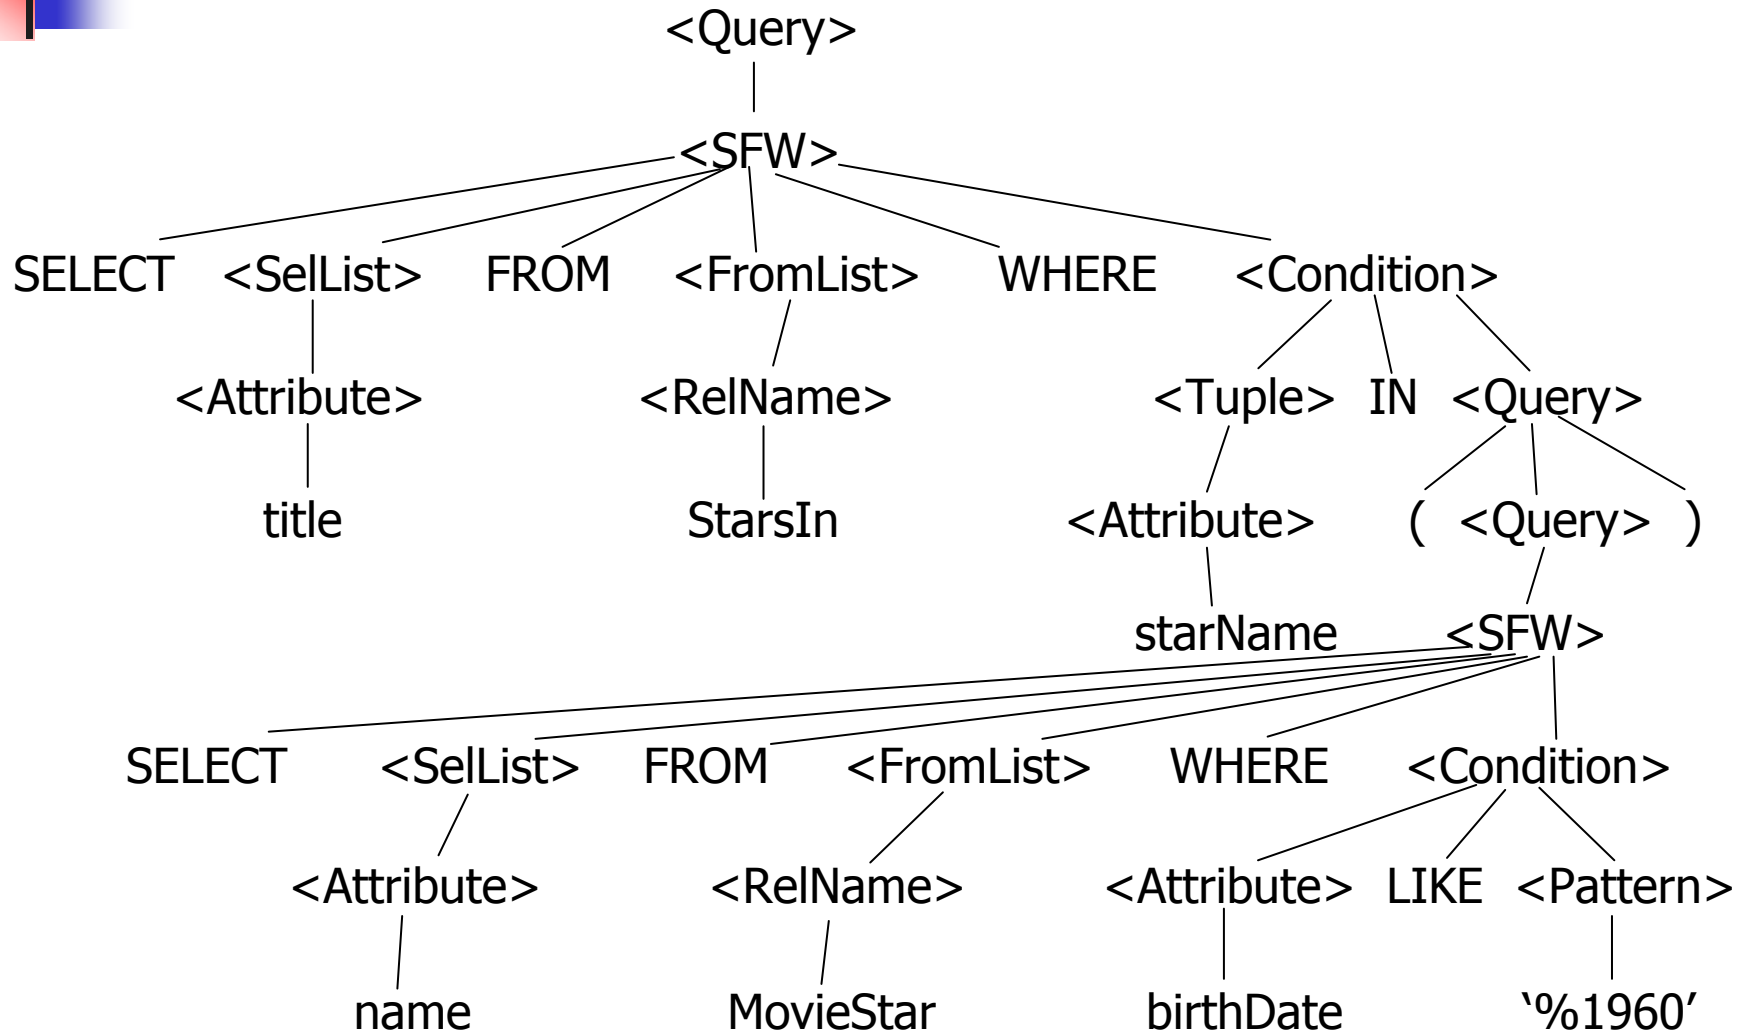 <Query>
<SFW>
SELECT <SelList> FROM <FromList> WHERE <Condition>
<Attribute> <RelName> <Tuple> IN <Query>
title StarsIn <Attribute> ( <Query> )
starName <SFW>
SELECT <SelList> FROM <FromList> WHERE <Condition>
<Attribute> <RelName> <Attribute> LIKE <Pattern>
name MovieStar birthDate ‘%1960’